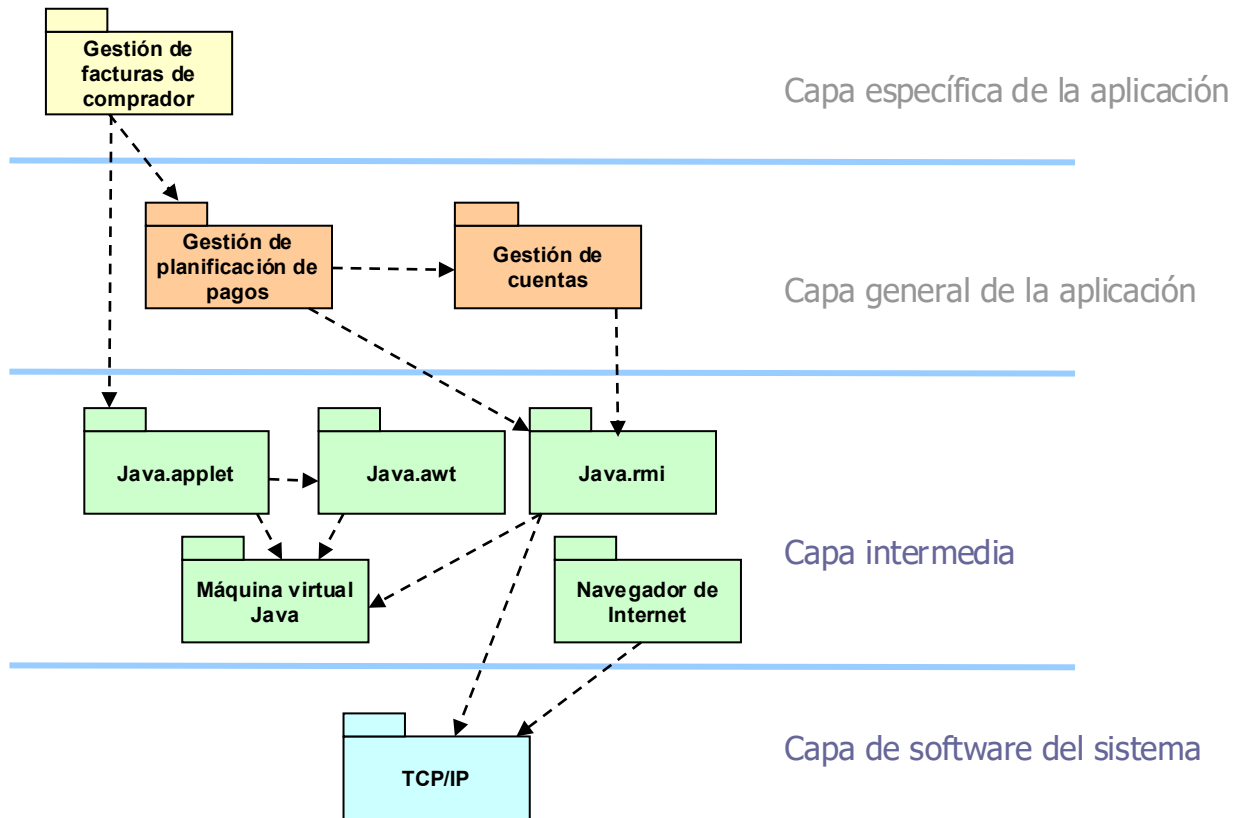 Gestión de
facturas de
comprador
Capa específica de la aplicación
Gestión de
planificación de
pagos
Gestión de
cuentas
Capa general de la aplicación
Java.applet
Java.awt
Java.rmi
Capa intermedia
Máquina virtual
Java
Navegador de
Internet
Capa de software del sistema
TCP/IP